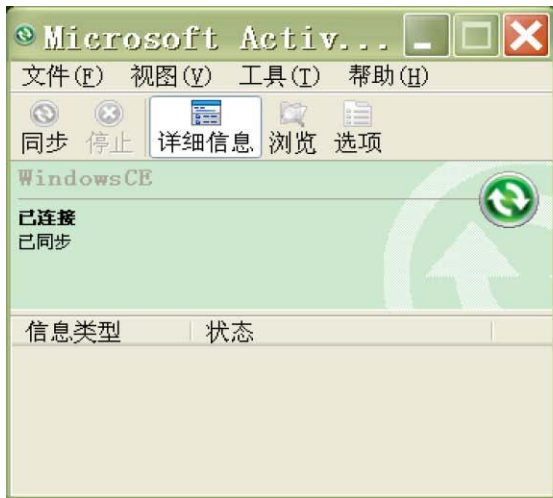 Microsoft Activ...
文件(F) 视图(V) 工具(T) 帮助(H)
同步 停止 详细信息 浏览 选项
WindowsCE
已连接
已同步
信息类型 状态